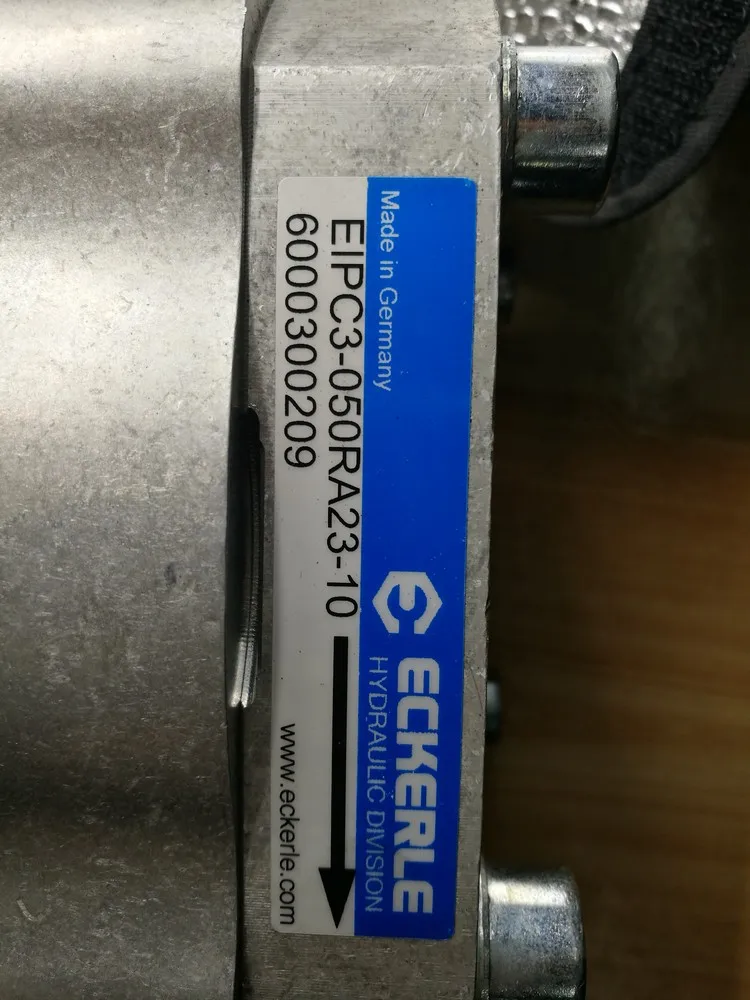 Made in Germany
ECKERLE
HYDRAULIC DIVISION
EIPC3-050RA23-10
6000300209
www.eckerle.com